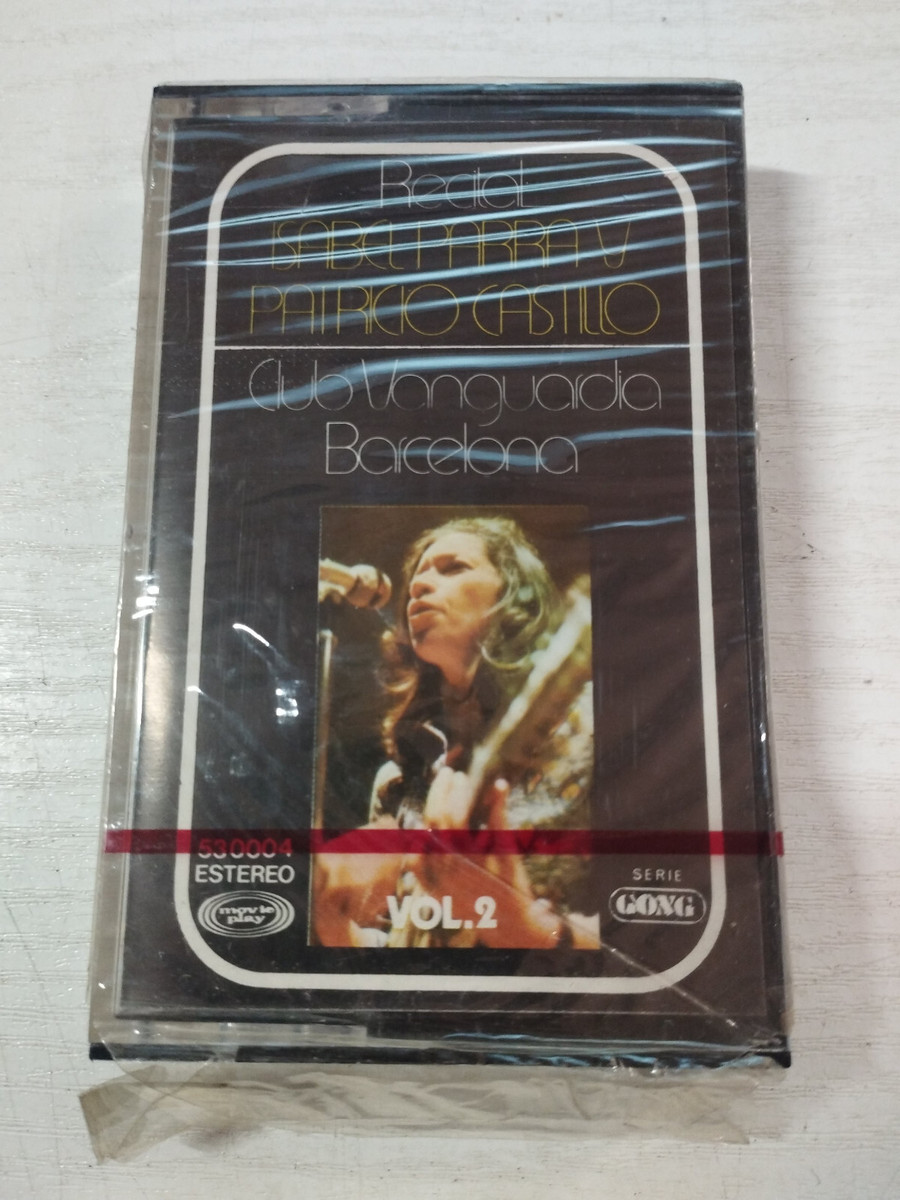 Recital
ISABEL PARRA Y
PATRICIO CASTILLO
Club Vanguardia
Barcelona
530004
ESTEREO
movie
play
VOL.2
SERIE
GONG